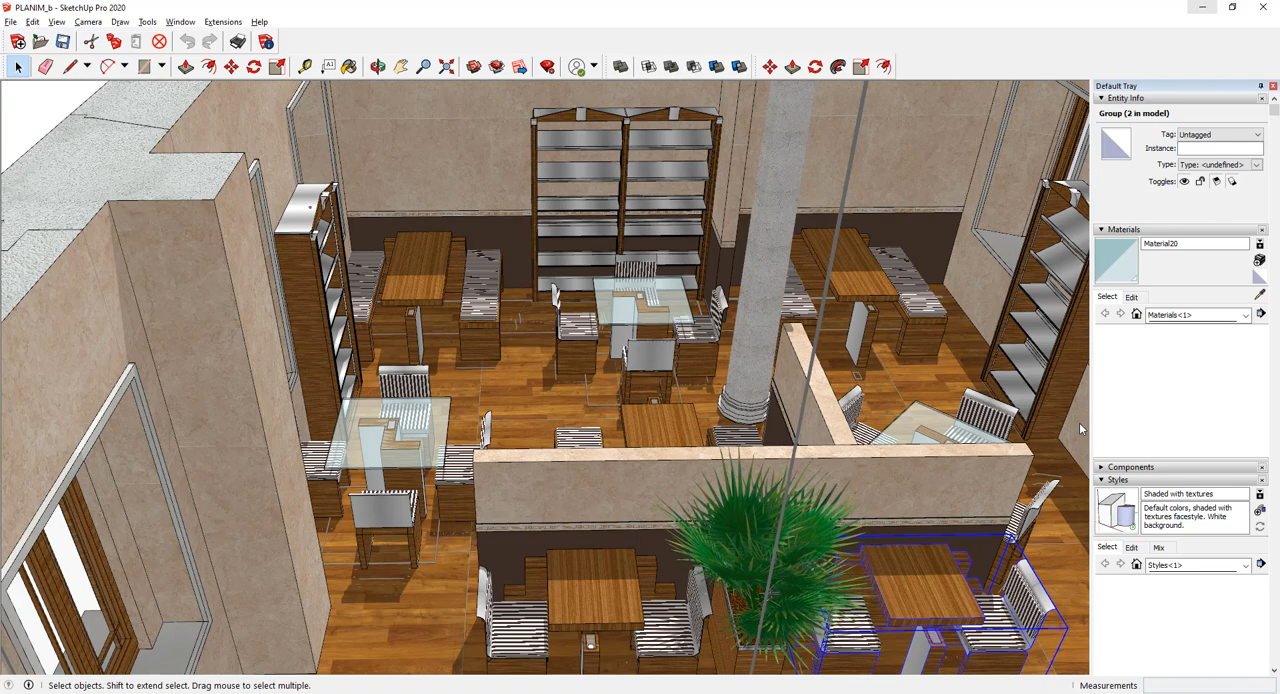 PLANIM_b - SketchUp Pro 2020
File Edit View Camera Draw Tools Window Extensions Help
A1
Default Tray
Entity Info
Group (2 in model)
Tag: Untagged
Instance:
Type: Type: <undefined>
Toggles:
Materials
Material20
Select Edit
Materials<1>
Components
Styles
Shaded with textures
Default colors, shaded with
textures facestyle. White
background.
Select Edit Mix
Styles<1>
Select objects. Shift to extend select. Drag mouse to select multiple.
Measurements